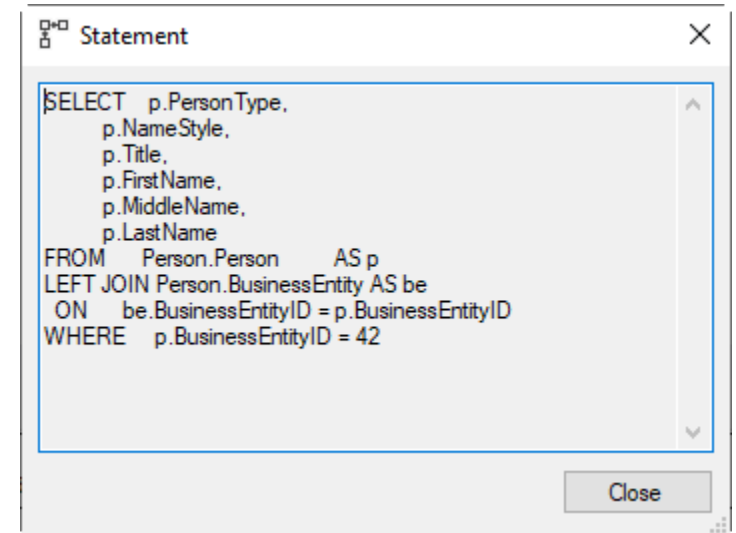 Statement
SELECT p.PersonType,
p.NameStyle,
p.Title,
p.FirstName,
p.MiddleName,
p.LastName
FROM Person.Person AS p
LEFT JOIN Person.BusinessEntity AS be
ON be.BusinessEntityID = p.BusinessEntityID
WHERE p.BusinessEntityID = 42
Close